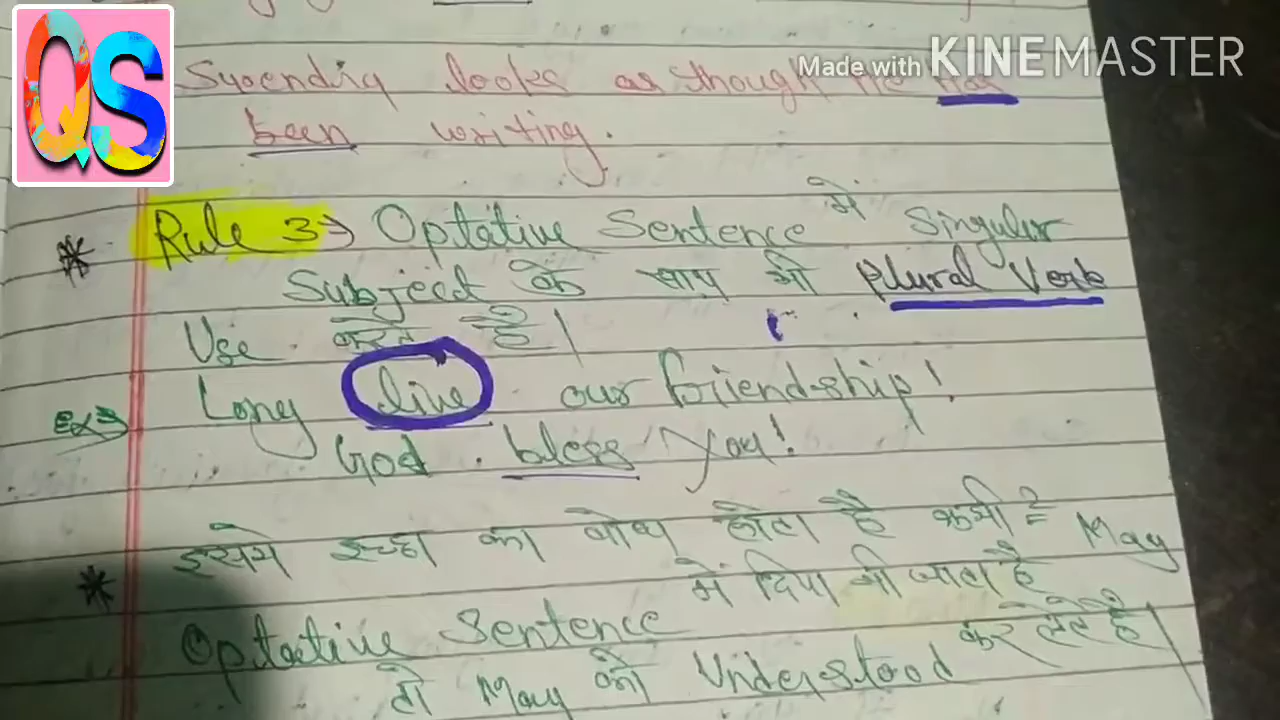 QS
Made with KINEMASTER
looks as though he has
been writing.
* Rule 3→ Optative Sentence में Singular
Subject के साथ भी plural Verb
Use करते है।
Ex→ Long live our friendship!
God bless You!
इससे इच्छा का बोध होता है कभी २ May
* Optative Sentence में दिया भी जाता है
तो May को Understood कर लेते है।